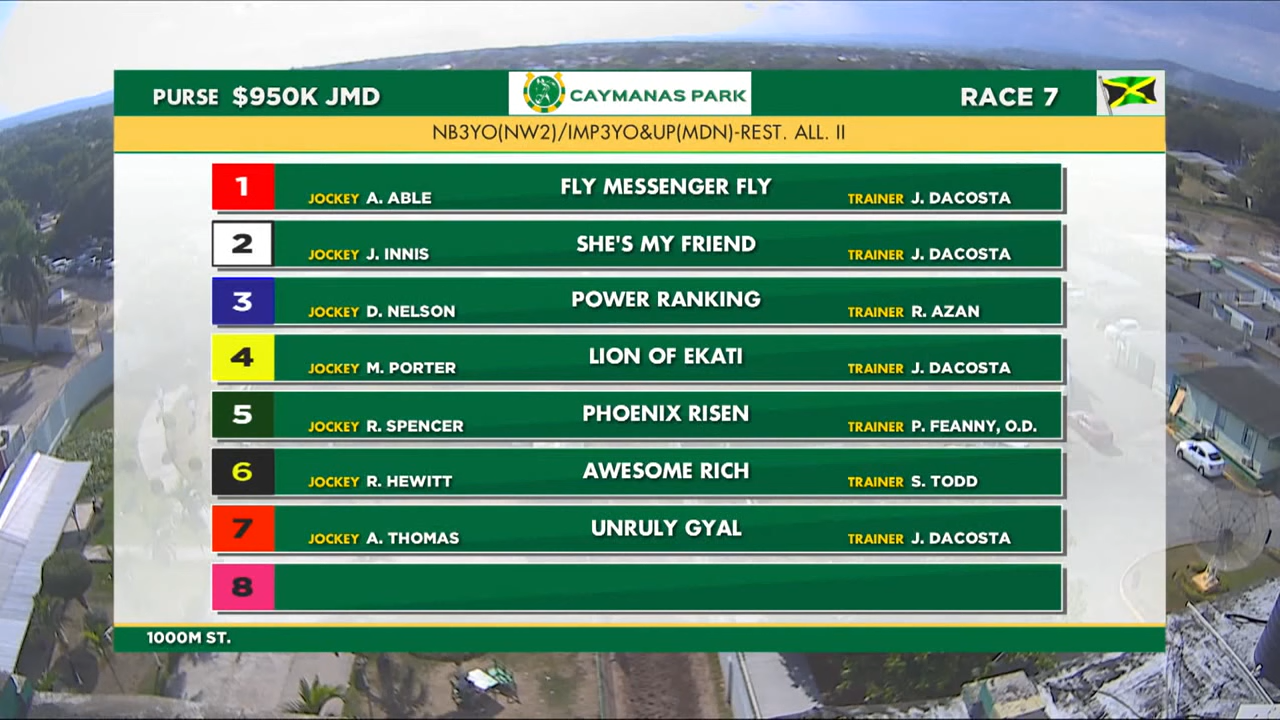 PURSE $950K JMD
CAYMANAS PARK
RACE 7
NB3YO(NW2)/IMP3YO&UP(MDN)-REST. ALL. II
1 JOCKEY A. ABLE FLY MESSENGER FLY TRAINER J. DACOSTA
2 JOCKEY J. INNIS SHE'S MY FRIEND TRAINER J. DACOSTA
3 JOCKEY D. NELSON POWER RANKING TRAINER R. AZAN
4 JOCKEY M. PORTER LION OF EKATI TRAINER J. DACOSTA
5 JOCKEY R. SPENCER PHOENIX RISEN TRAINER P. FEANNY, O.D.
6 JOCKEY R. HEWITT AWESOME RICH TRAINER S. TODD
7 JOCKEY A. THOMAS UNRULY GYAL TRAINER J. DACOSTA
8
1000M ST.